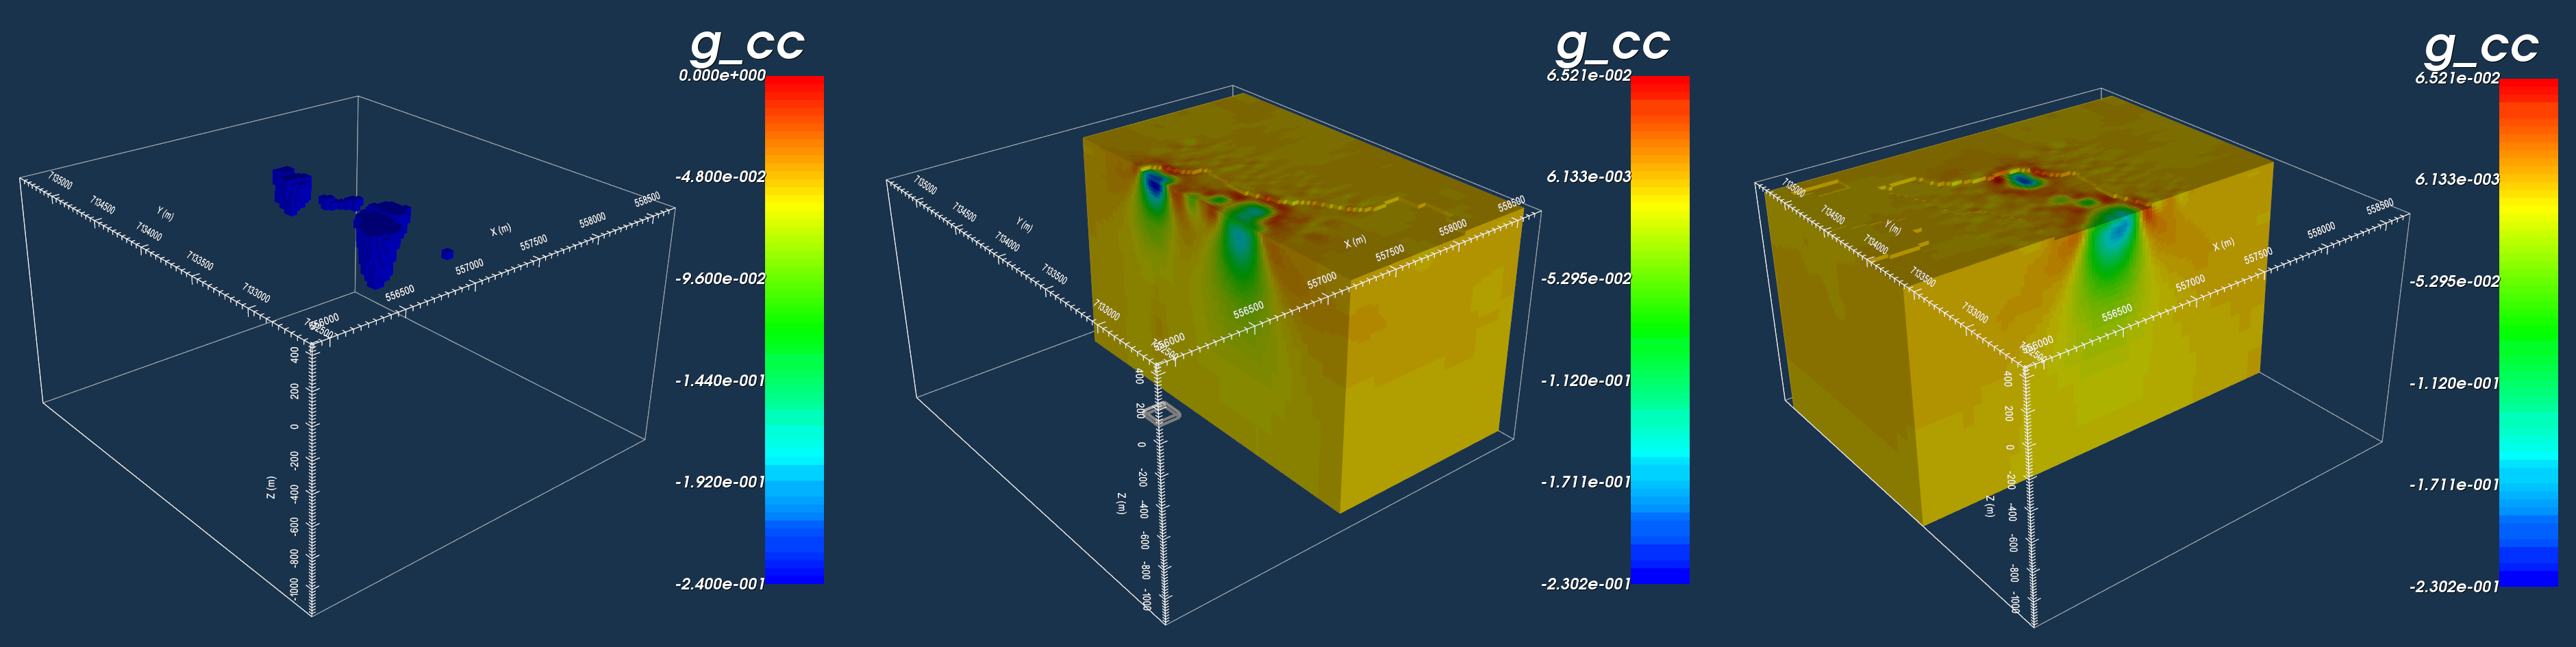 g_cc
0.000e+000
-4.800e-002
-9.600e-002
-1.440e-001
-1.920e-001
-2.400e-001
7135000
7134500
7134000
7133500
7133000
Y (m)
556000
556500
557000
557500
558000
558500
X (m)
400
200
0
-200
-400
-600
-800
-1000
Z (m)
g_cc
6.521e-002
6.133e-003
-5.295e-002
-1.120e-001
-1.711e-001
-2.302e-001
7135000
7134500
7134000
7133500
7133000
Y (m)
556000
556500
557000
557500
558000
558500
X (m)
400
200
0
-200
-400
-600
-800
-1000
Z (m)
g_cc
6.521e-002
6.133e-003
-5.295e-002
-1.120e-001
-1.711e-001
-2.302e-001
7135000
7134500
7134000
7133500
7133000
Y (m)
556000
556500
557000
557500
558000
558500
X (m)
400
200
0
-200
-400
-600
-800
-1000
Z (m)